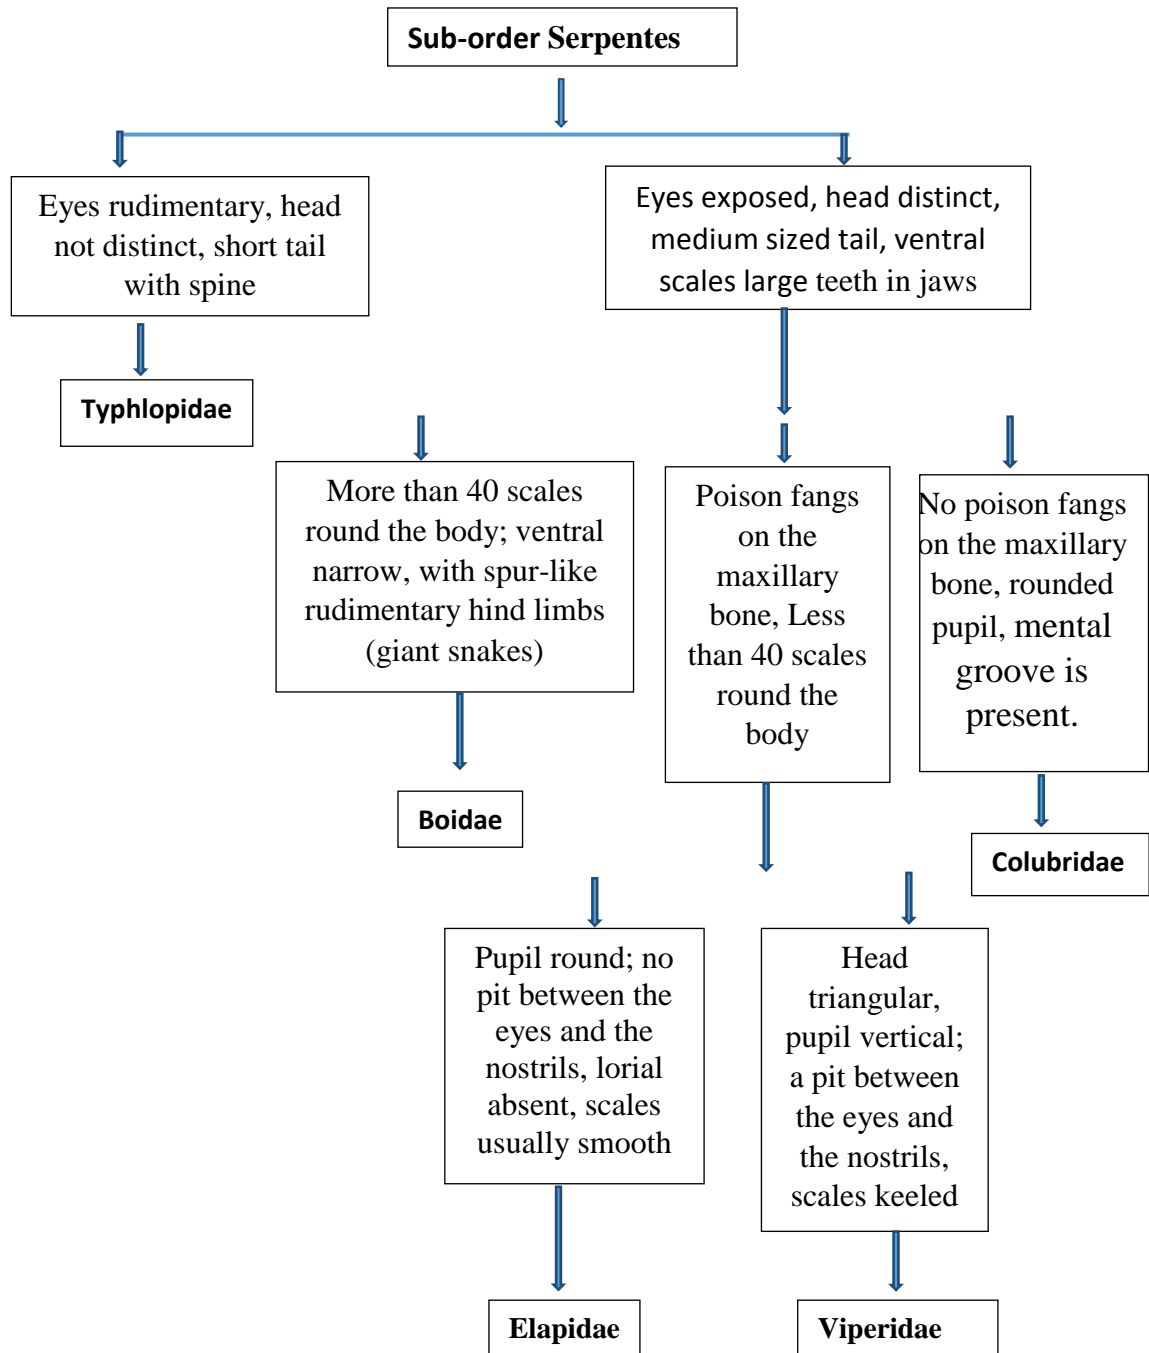 Sub-order Serpentes
Eyes rudimentary, head
not distinct, short tail
with spine
Eyes exposed, head distinct,
medium sized tail, ventral
scales large teeth in jaws
Typhlopidae
More than 40 scales
round the body; ventral
narrow, with spur-like
rudimentary hind limbs
(giant snakes)
Poison fangs
on the
maxillary
bone, Less
than 40 scales
round the
body
No poison fangs
on the maxillary
bone, rounded
pupil, mental
groove is
present.
Boidae
Colubridae
Pupil round; no
pit between the
eyes and the
nostrils, lorial
absent, scales
usually smooth
Head
triangular,
pupil vertical;
a pit between
the eyes and
the nostrils,
scales keeled
Elapidae
Viperidae